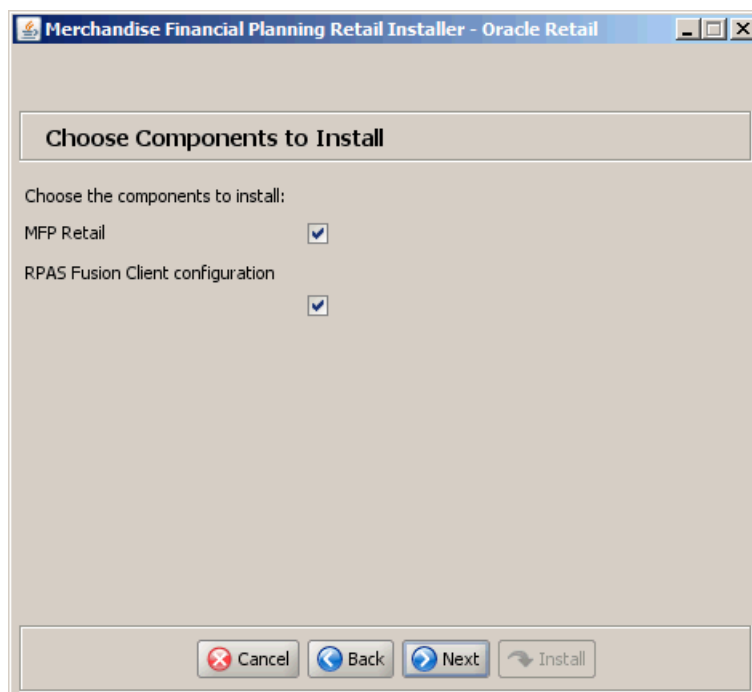 Merchandise Financial Planning Retail Installer - Oracle Retail
Choose Components to Install
Choose the components to install:
MFP Retail
RPAS Fusion Client configuration
Cancel Back Next Install